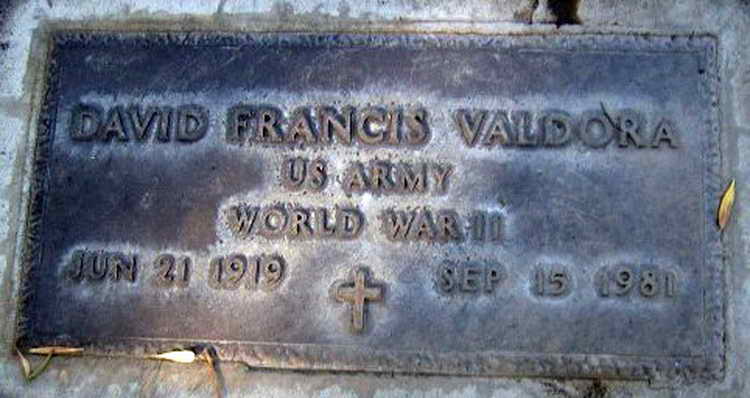 DAVID FRANCIS VALDORA
US ARMY
WORLD WAR II
JUN 21 1919 SEP 15 1981